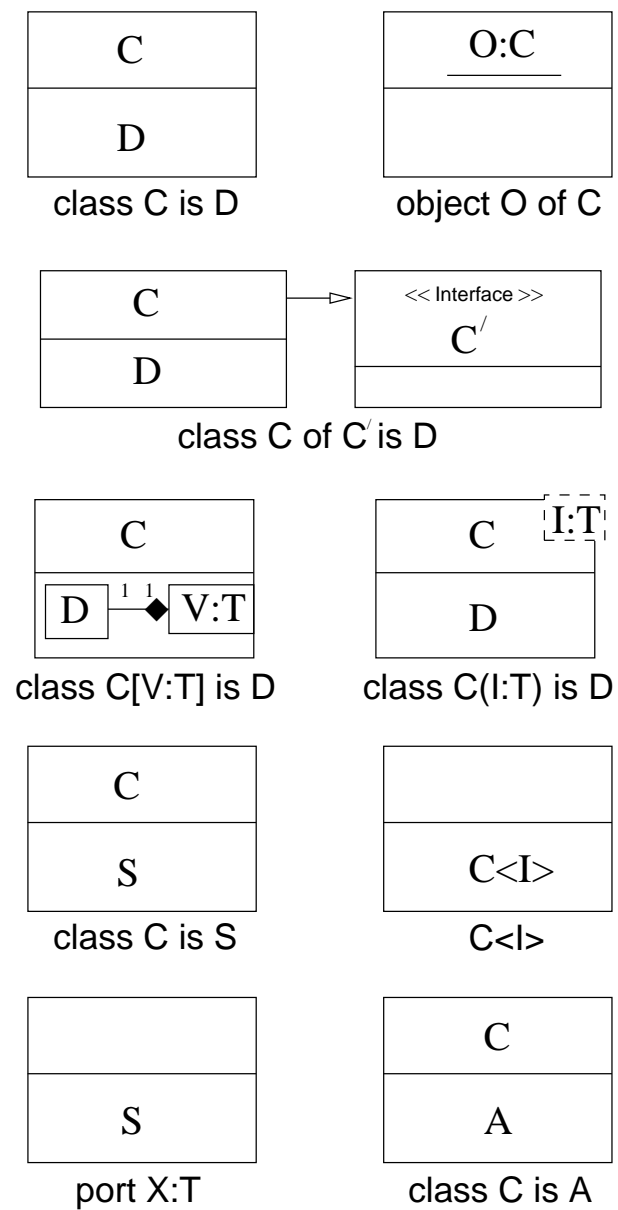 C
D
class C is D
O:C
object O of C
C
D
<< Interface >>
C/
class C of C/ is D
C
D 1 1 V:T
class C[V:T] is D
C I:T
D
class C(I:T) is D
C
S
class C is S
C<I>
C<I>
S
port X:T
C
A
class C is A